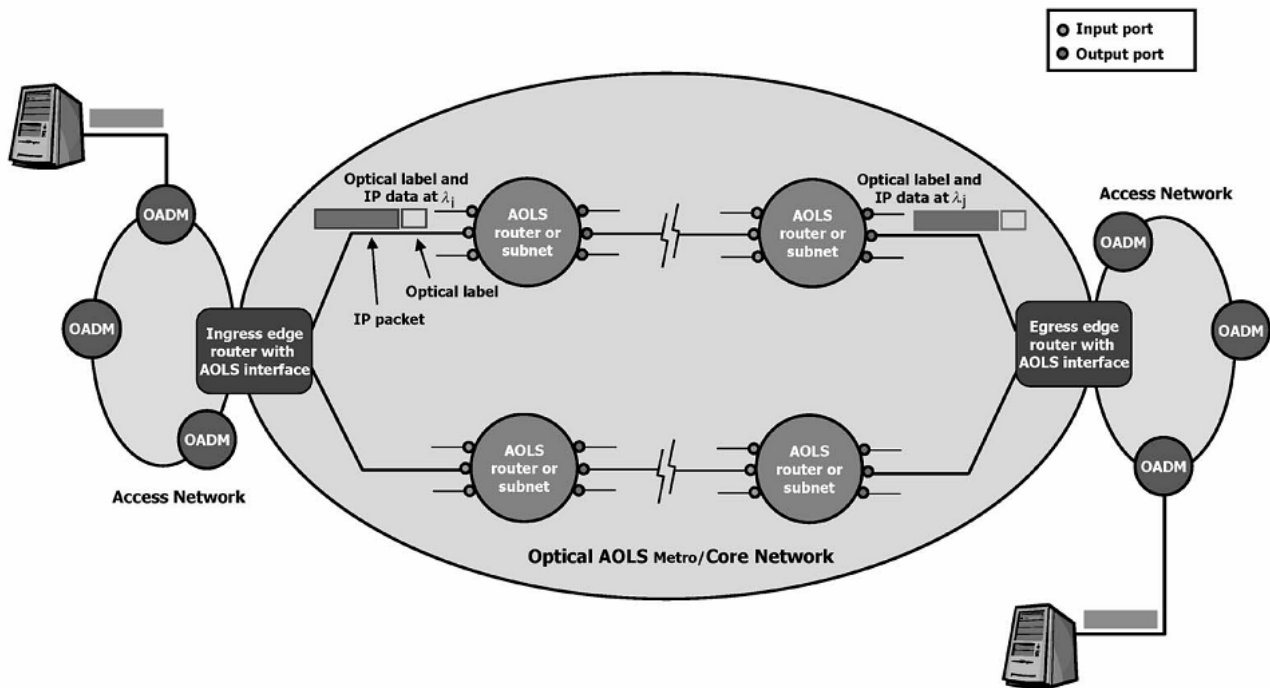 Input port
Output port
Optical label and
IP data at λi
Optical label and
IP data at λj
Access Network
OADM
OADM
AOLS
router or
subnet
AOLS
router or
subnet
Optical label
IP packet
OADM
OADM
Ingress edge
router with
AOLS interface
Egress edge
router with
AOLS interface
OADM
Access Network
AOLS
router or
subnet
AOLS
router or
subnet
OADM
Optical AOLS Metro/Core Network